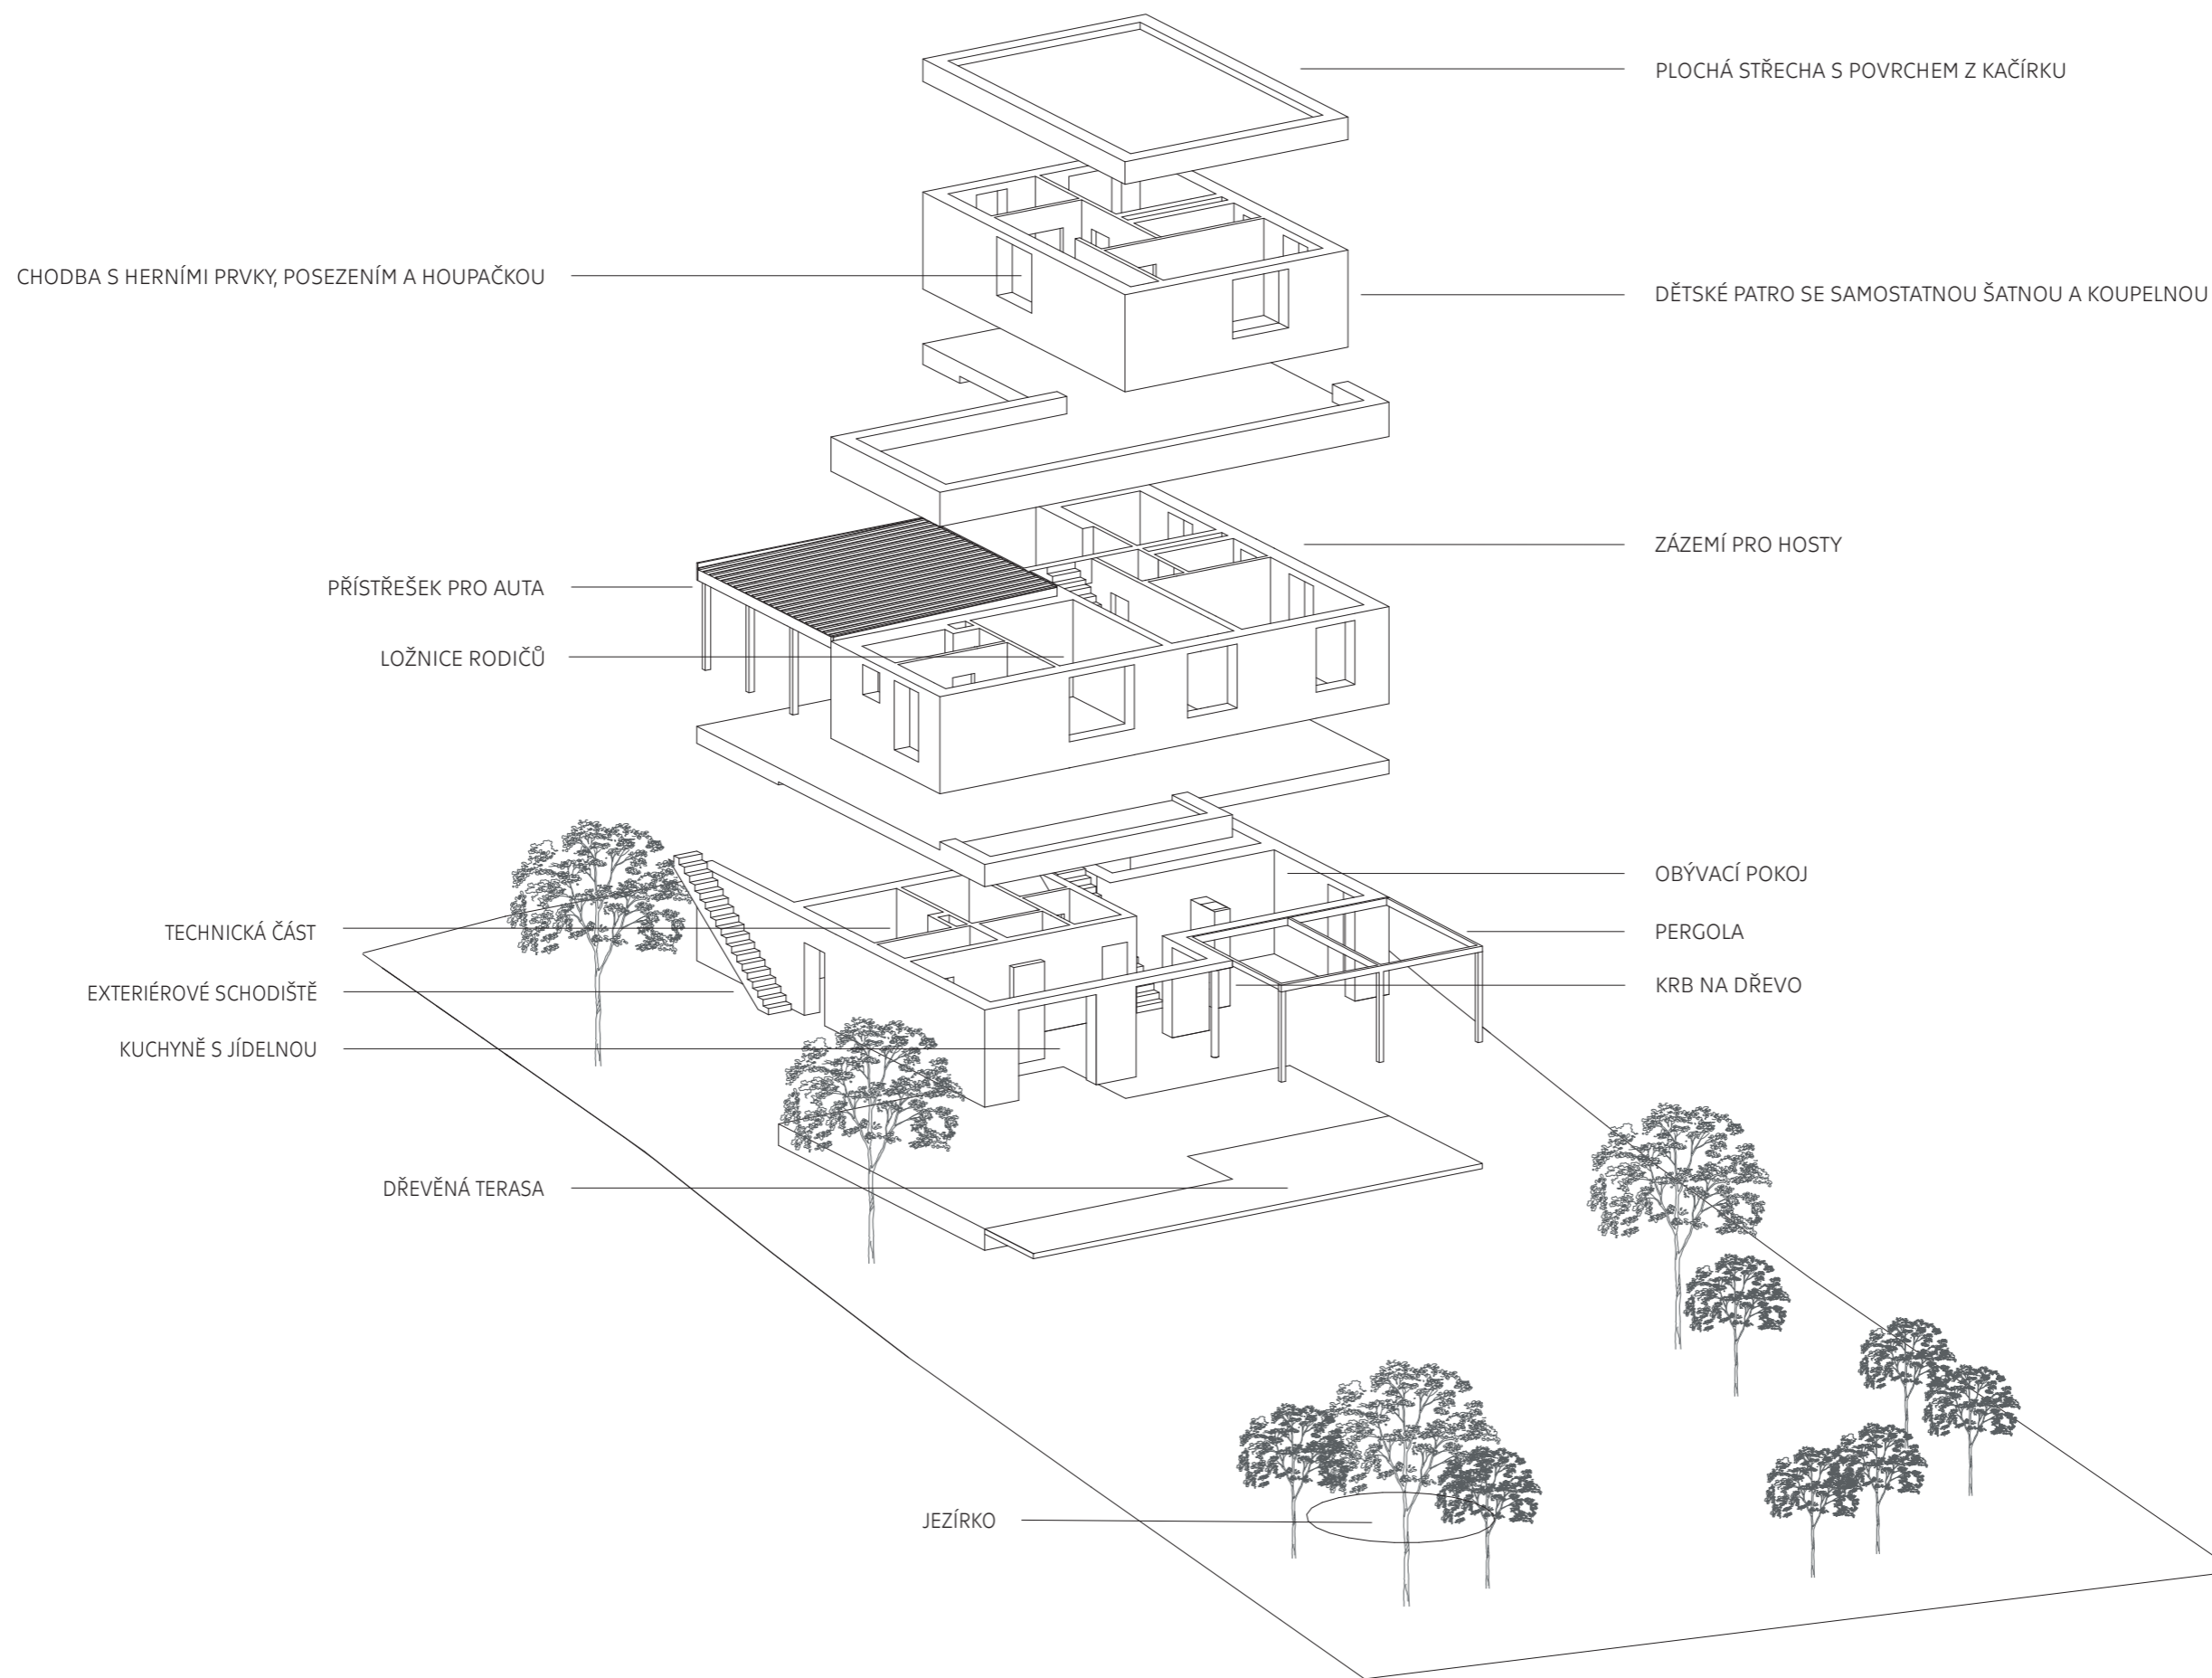 PLOCHÁ STŘECHA S POVRCHEM Z KAČÍRKU
CHODBA S HERNÍMI PRVKY, POSEZENÍM A HOUPAČKOU
DĚTSKÉ PATRO SE SAMOSTATNOU ŠATNOU A KOUPELNOU
ZÁZEMÍ PRO HOSTY
PŘÍSTŘEŠEK PRO AUTA
LOŽNICE RODIČŮ
OBÝVACÍ POKOJ
TECHNICKÁ ČÁST
PERGOLA
EXTERIÉROVÉ SCHODIŠTĚ
KRB NA DŘEVO
KUCHYNĚ S JÍDELNOU
DŘEVĚNÁ TERASA
JEZÍRKO